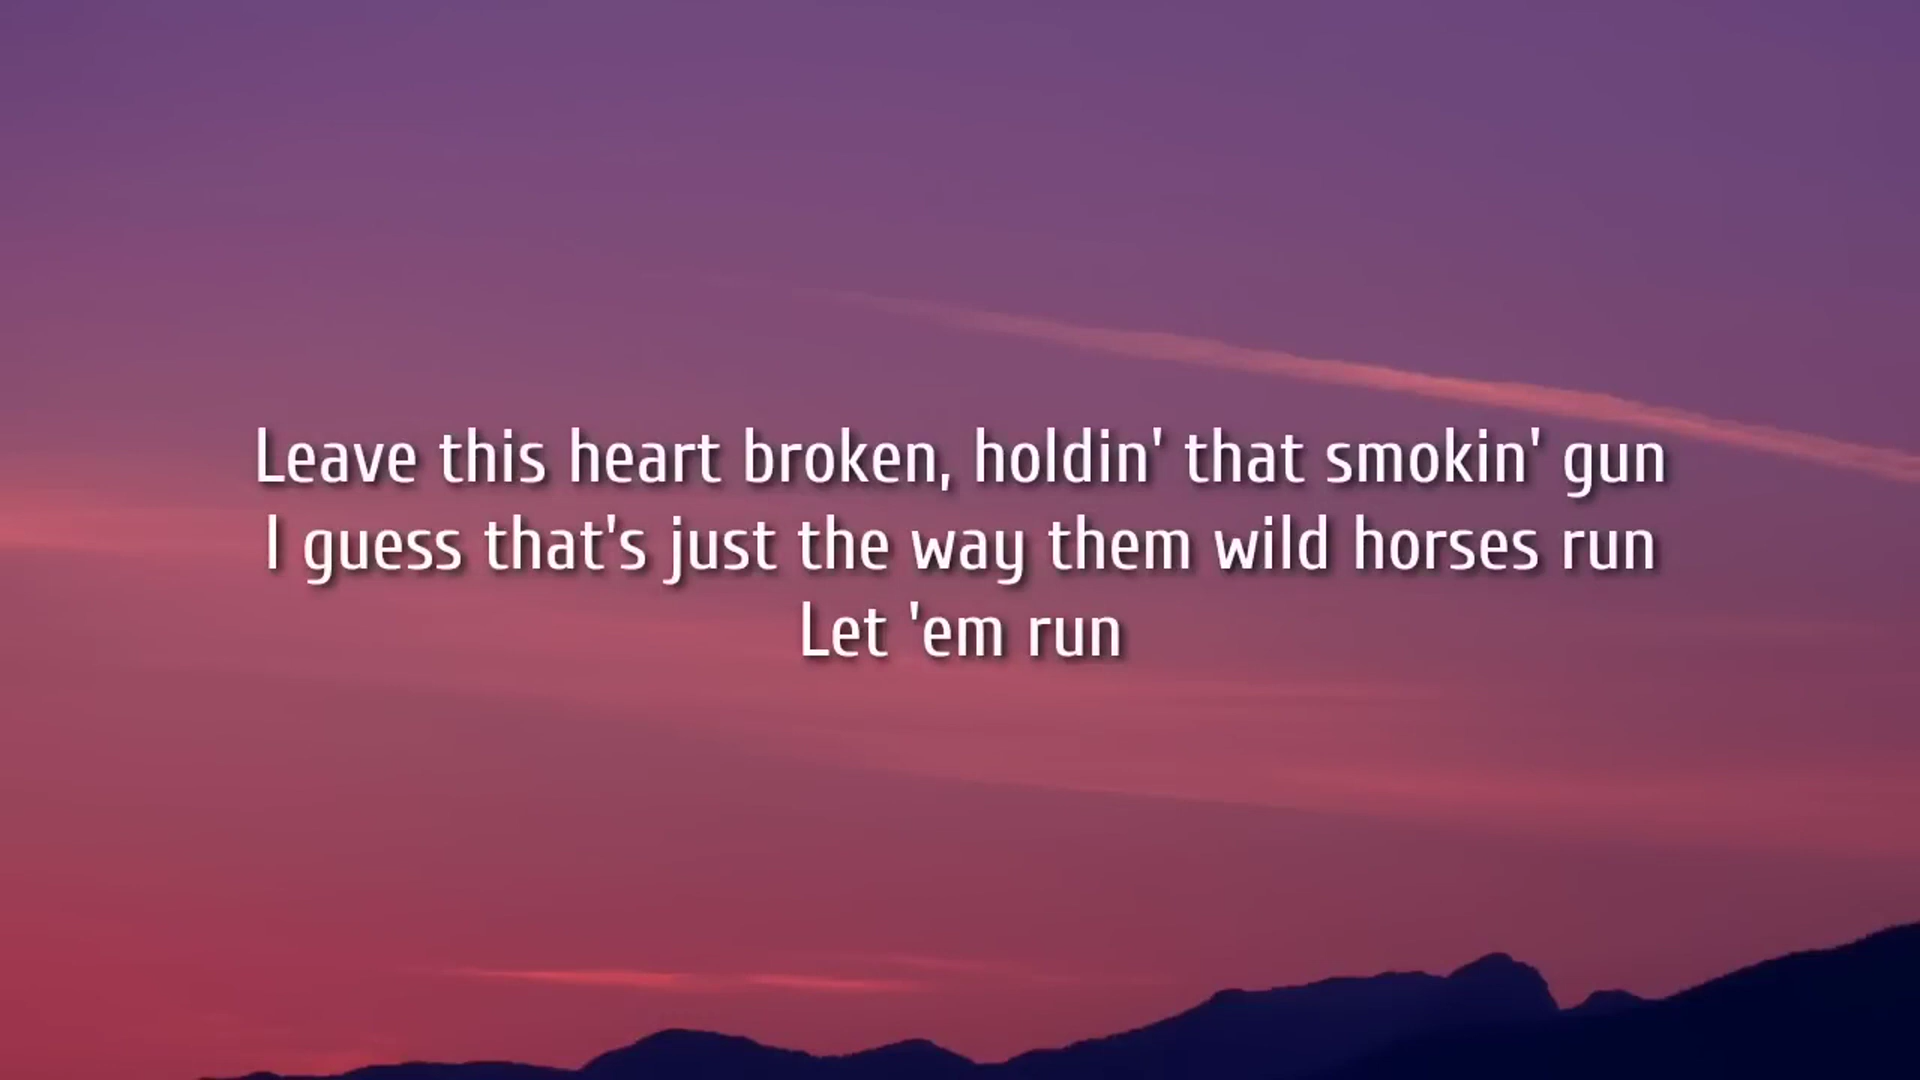 Leave this heart broken, holdin' that smokin' gun
I guess that's just the way them wild horses run
Let 'em run